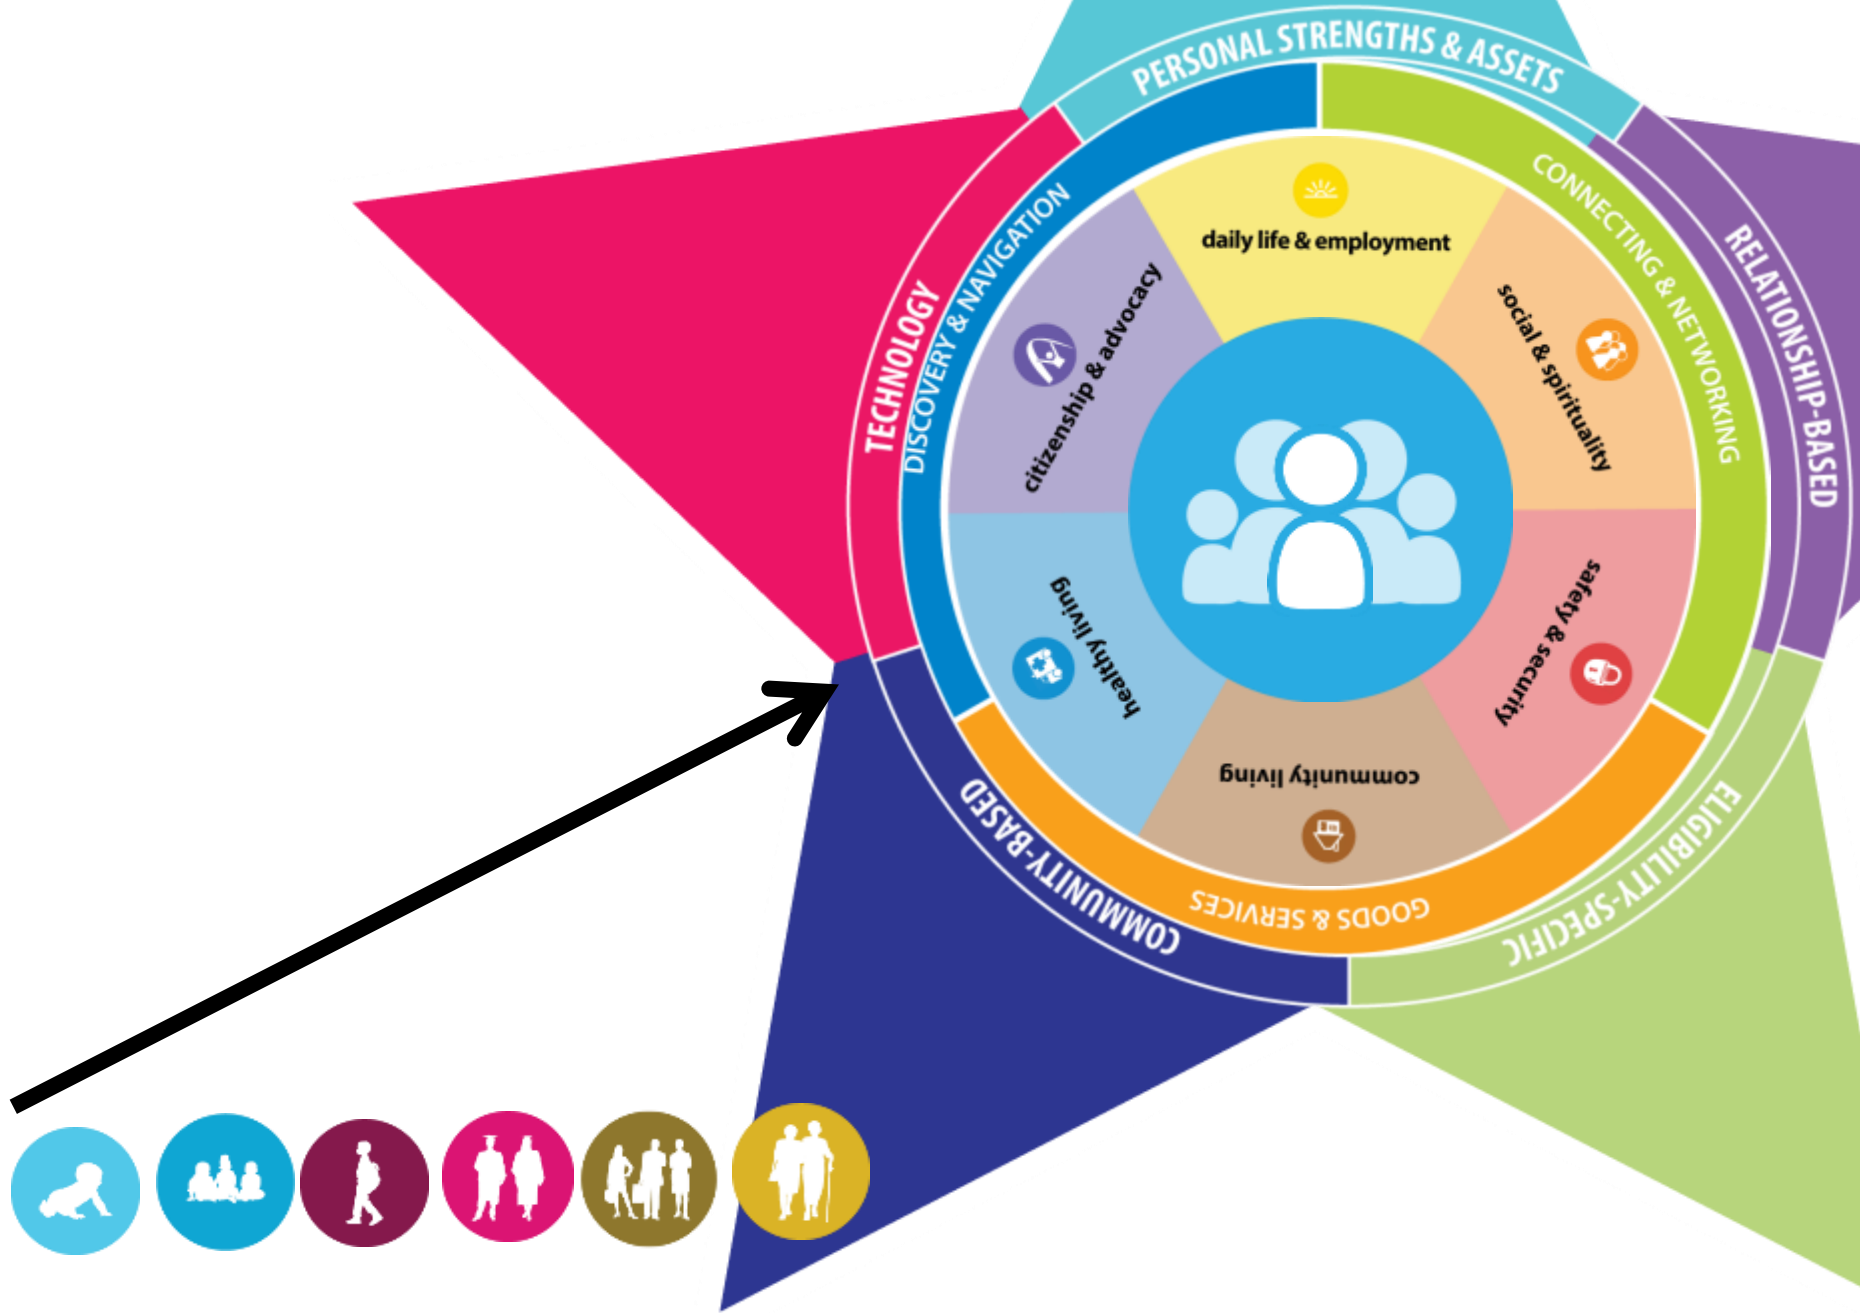 PERSONAL STRENGTHS & ASSETS
TECHNOLOGY
RELATIONSHIP-BASED
COMMUNITY-BASED
ELIGIBILITY-SPECIFIC
DISCOVERY & NAVIGATION
CONNECTING & NETWORKING
GOODS & SERVICES
daily life & employment
citizenship & advocacy
social & spirituality
healthy living
safety & security
community living